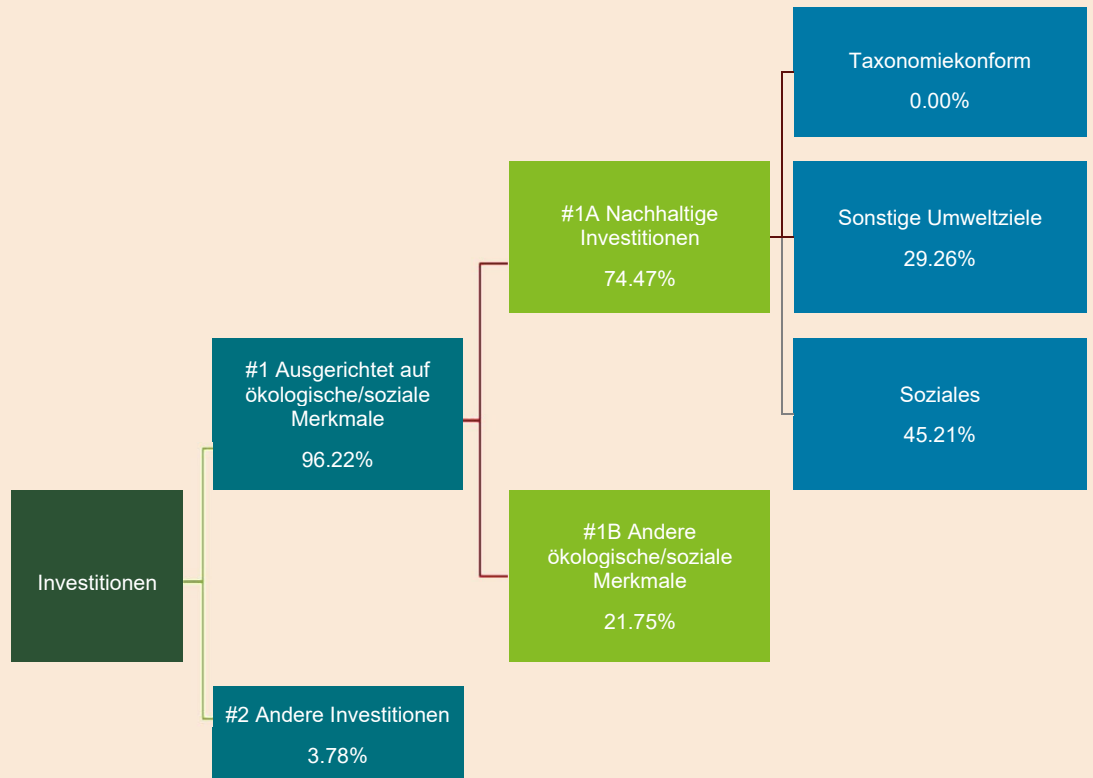 Investitionen
#1 Ausgerichtet auf
ökologische/soziale
Merkmale
96.22%
#2 Andere Investitionen
3.78%
#1A Nachhaltige
Investitionen
74.47%
#1B Andere
ökologische/soziale
Merkmale
21.75%
Taxonomiekonform
0.00%
Sonstige Umweltziele
29.26%
Soziales
45.21%